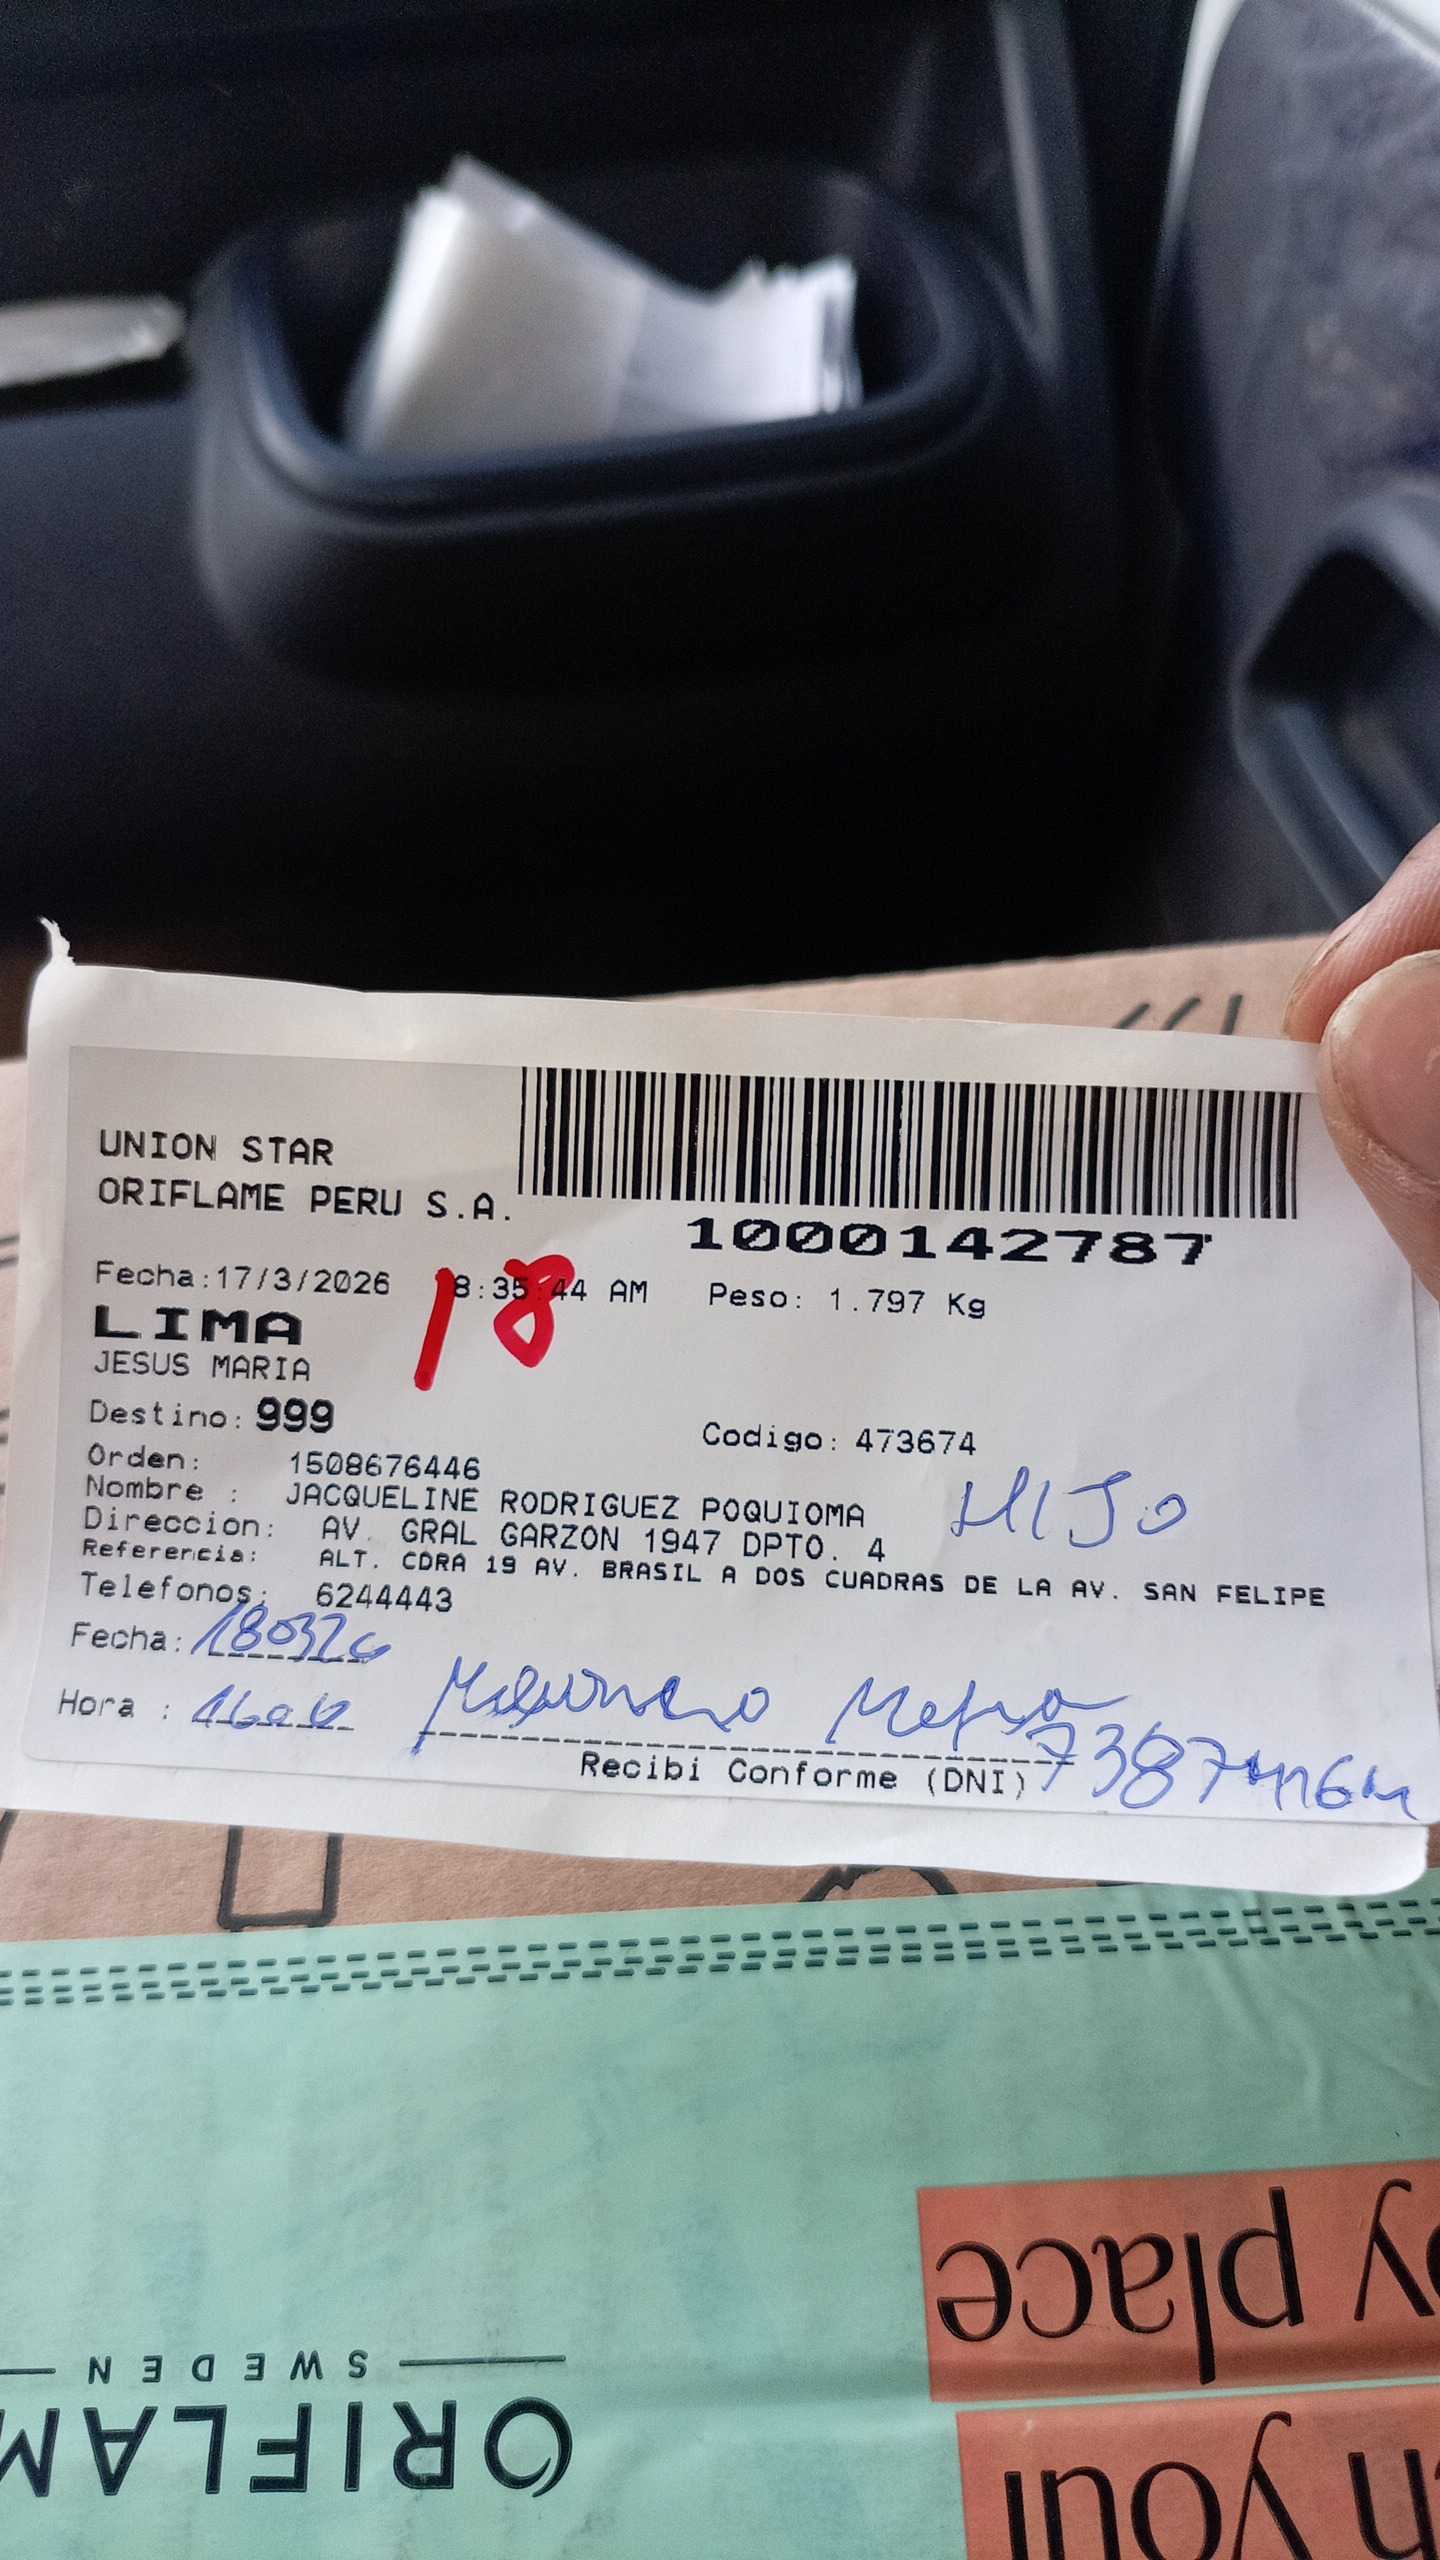 UNION STAR
ORIFLAME PERU S.A.
1000142787
Fecha:17/3/2026 8:35:44 AM Peso: 1.797 Kg
18
LIMA
JESUS MARIA
Destino: 999
Codigo: 473674
Orden: 1508676446
Nombre : JACQUELINE RODRIGUEZ POQUIOMA
HIJO
Direccion: AV. GRAL GARZON 1947 DPTO. 4
Referencia: ALT. CDRA 19 AV. BRASIL A DOS CUADRAS DE LA AV. SAN FELIPE
Telefonos: 6244443
Fecha: 180326
Hora :
Recibi Conforme (DNI)
y place
n your
SWEDEN
ORIFLAM